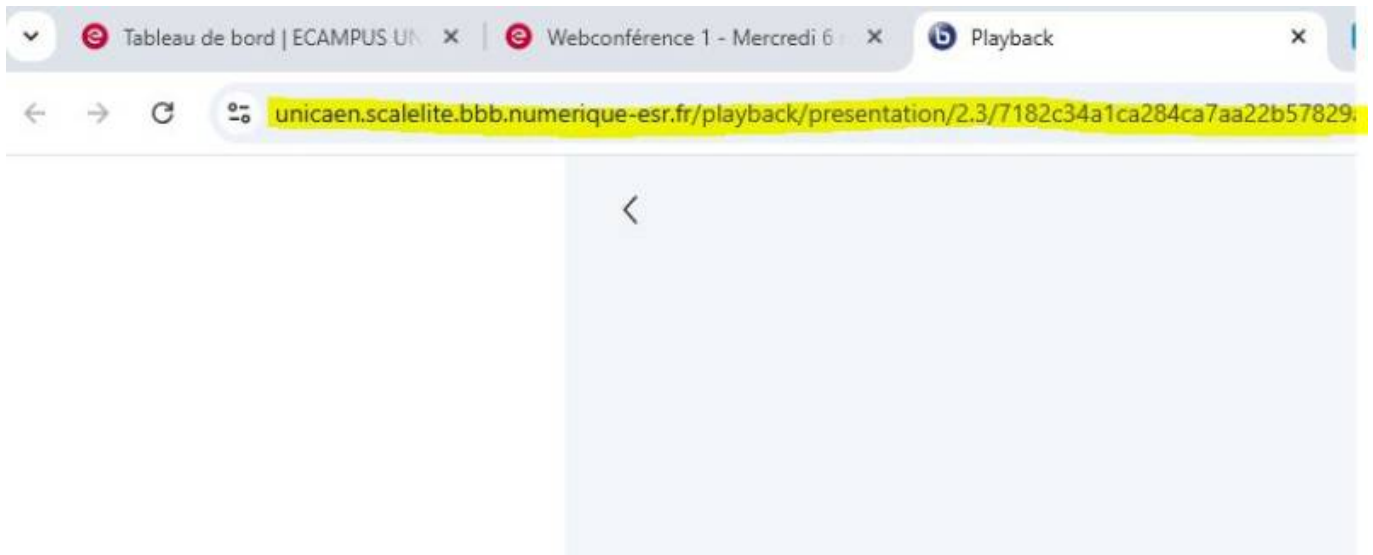 Tableau de bord | ECAMPUS UN
Webconférence 1 - Mercredi 6
Playback
unicaen.scalelite.bbb.numerique-esr.fr/playback/presentation/2.3/7182c34a1ca284ca7aa22b57829